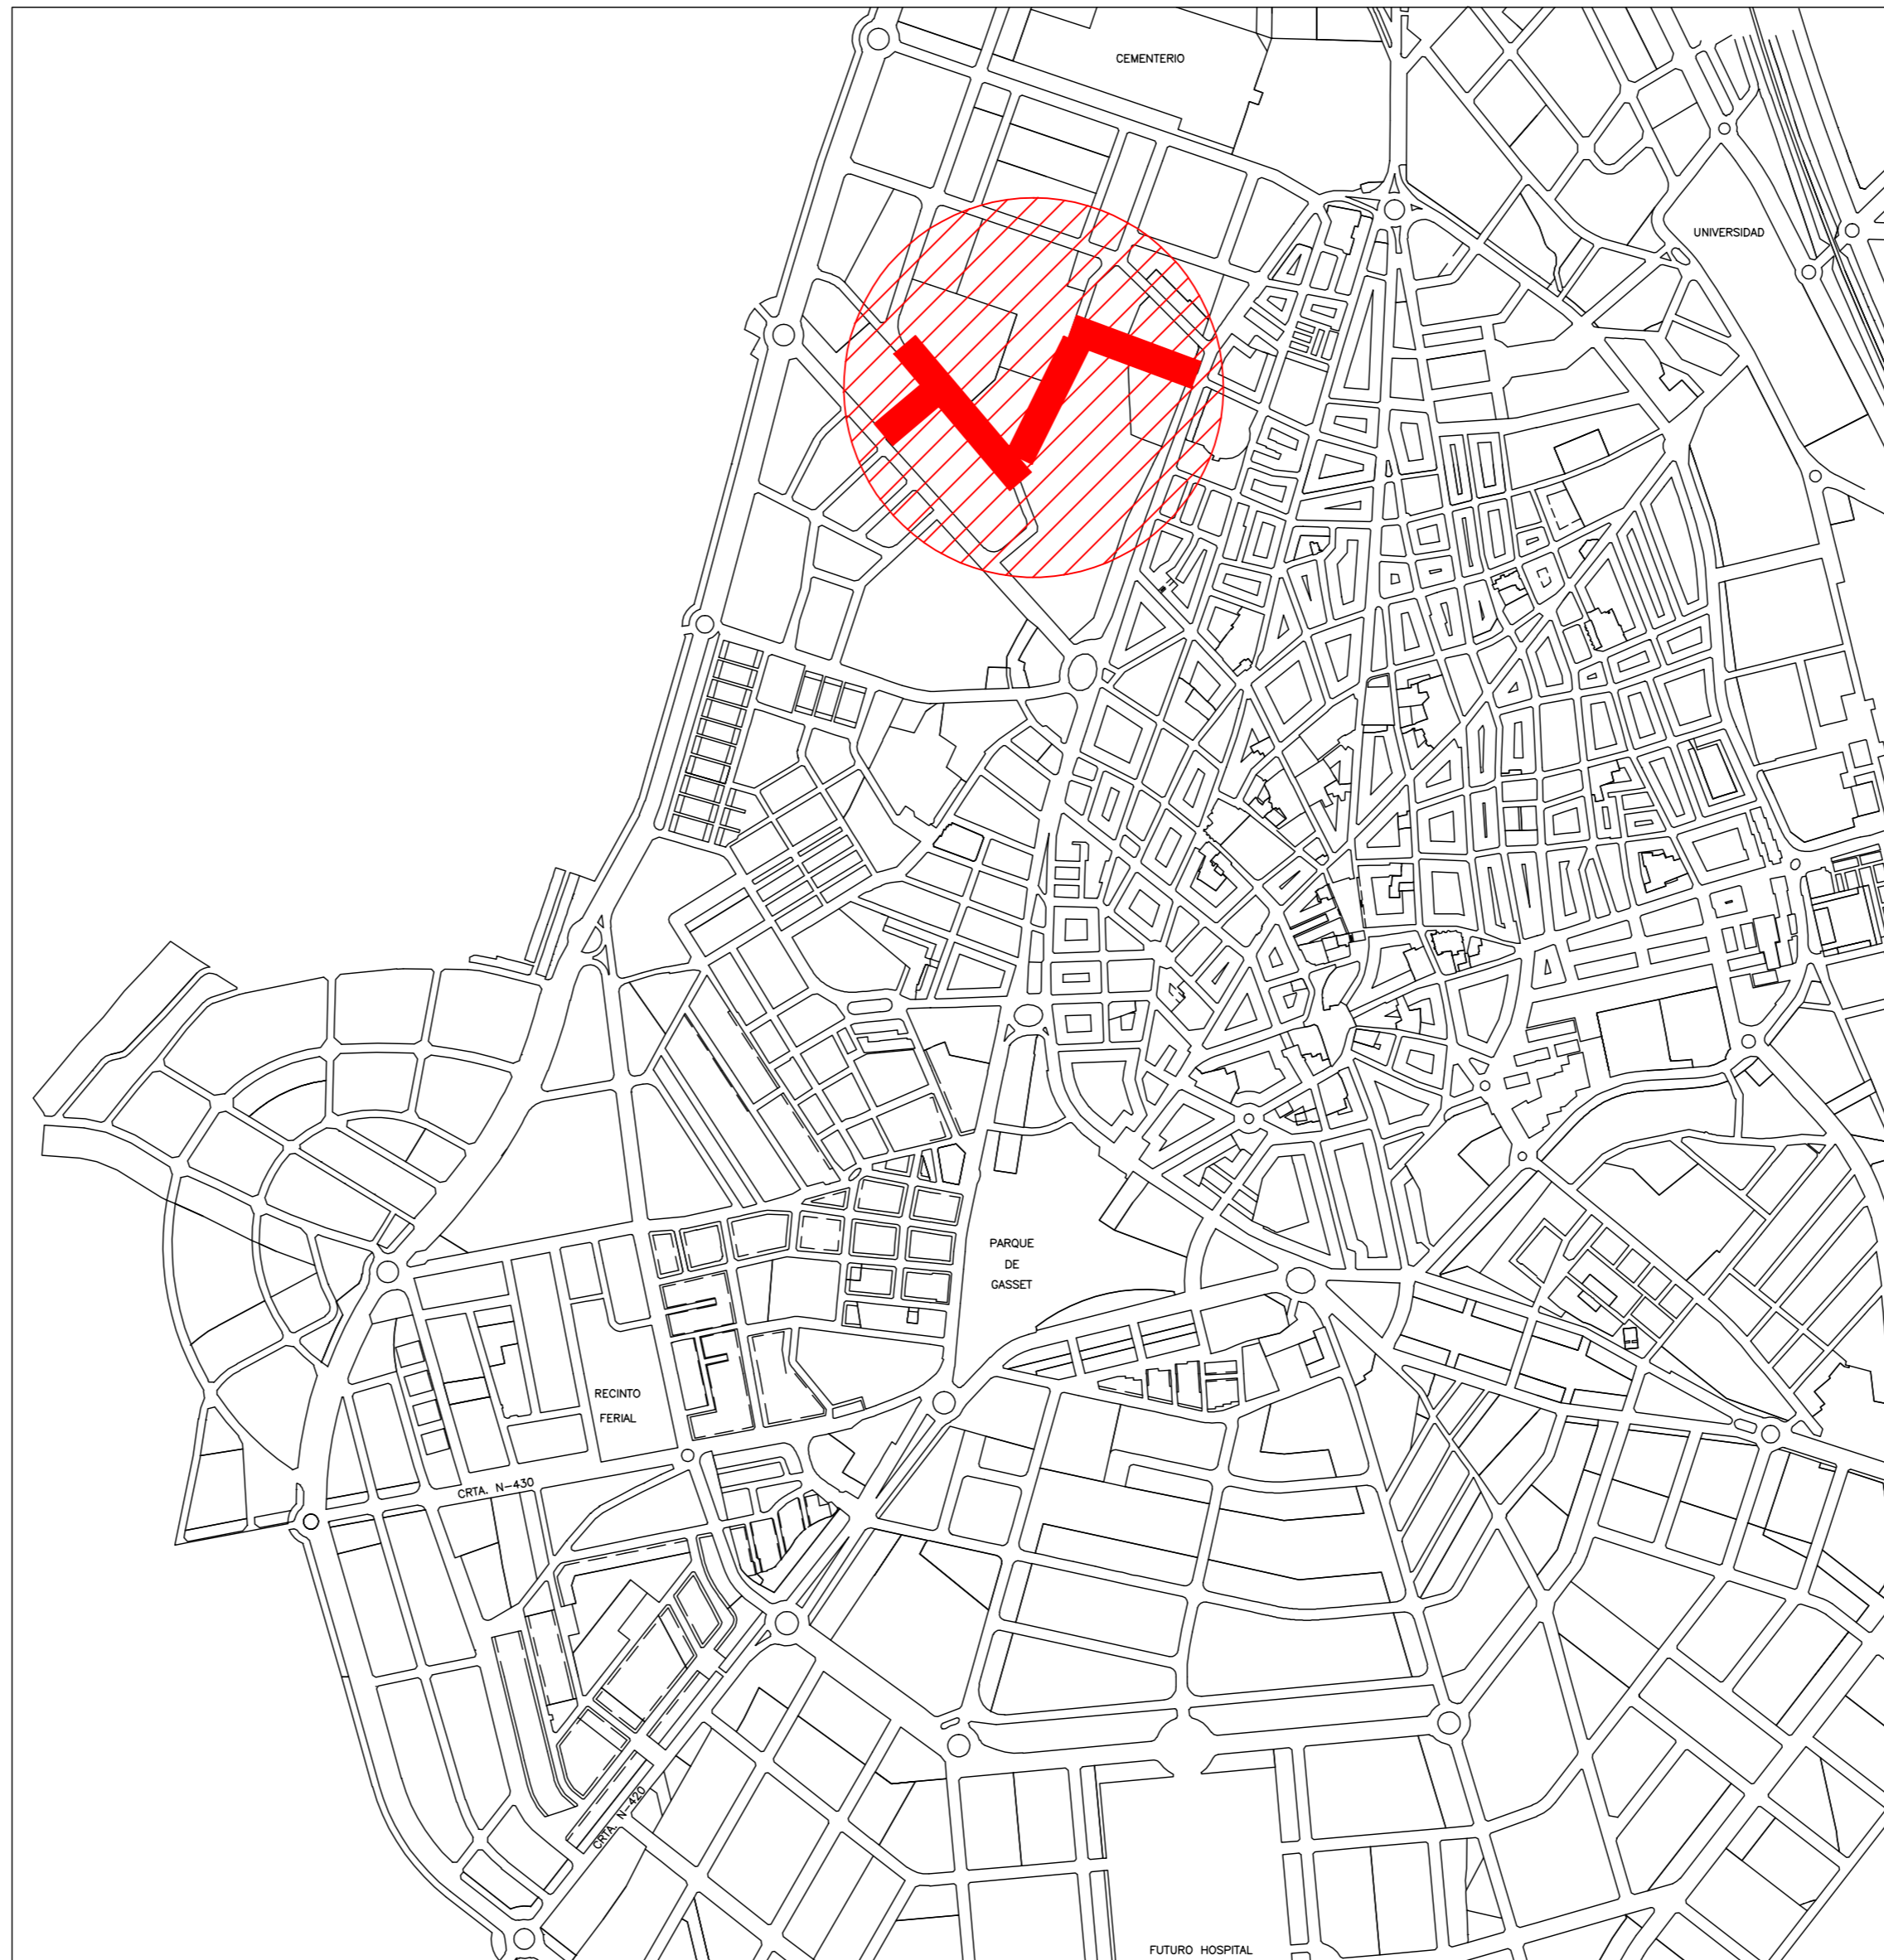 CEMENTERIO
UNIVERSIDAD
PARQUE
DE
GASSET
RECINTO
FERIAL
CRTA. N-430
CRTA. N-420
FUTURO HOSPITAL